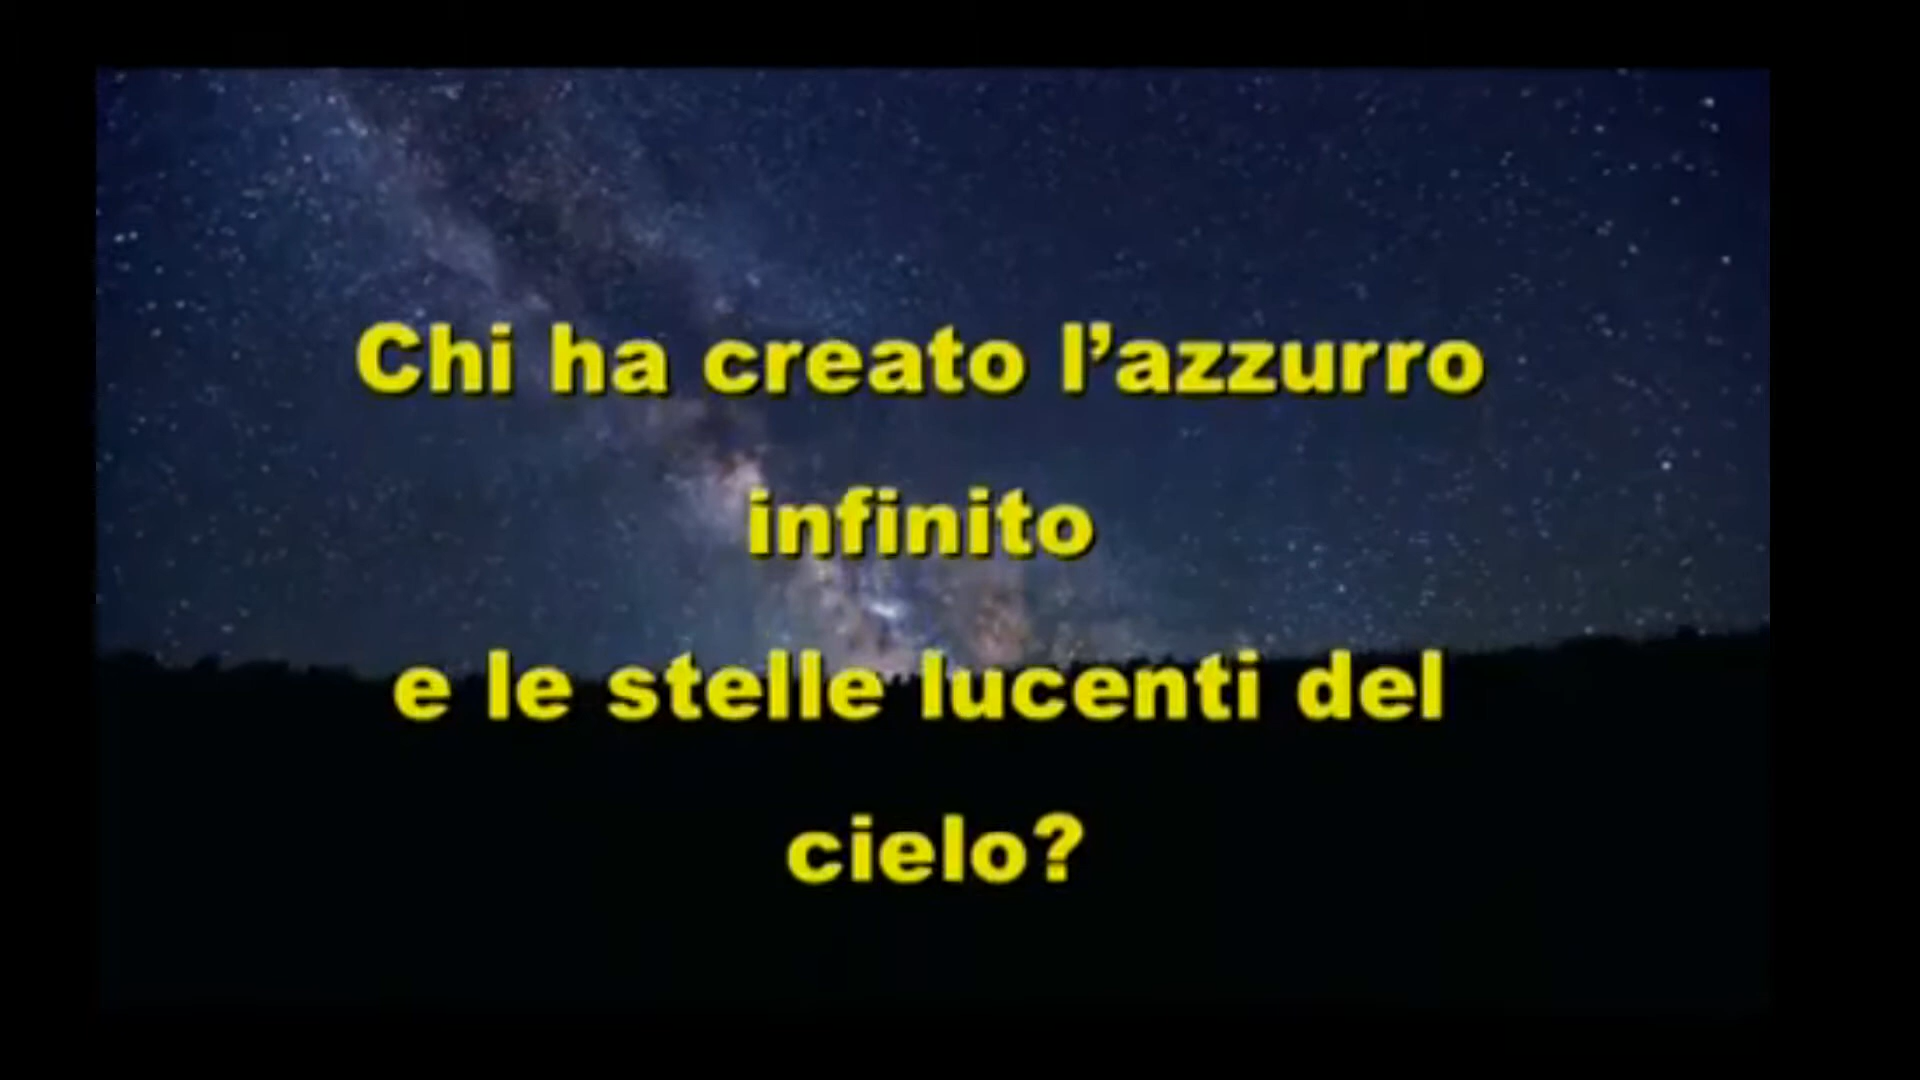 Chi ha creato l’azzurro
infinito
e le stelle lucenti del
cielo?